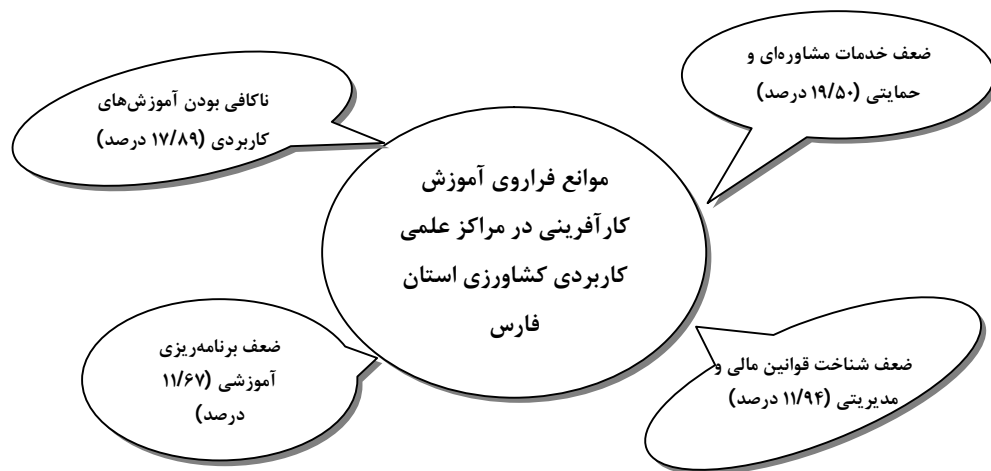 ضعف خدمات مشاوره‌ای و
حمایتی (۱۹/۵۰ درصد)
ناکافی بودن آموزش‌های
کاربردی (۱۷/۸۹ درصد)
موانع فراروی آموزش
کارآفرینی در مراکز علمی
کاربردی کشاورزی استان
فارس
ضعف شناخت قوانین مالی و
مدیریتی (۱۱/۹۴ درصد)
ضعف برنامه‌ریزی
آموزشی (۱۱/۶۷
درصد)